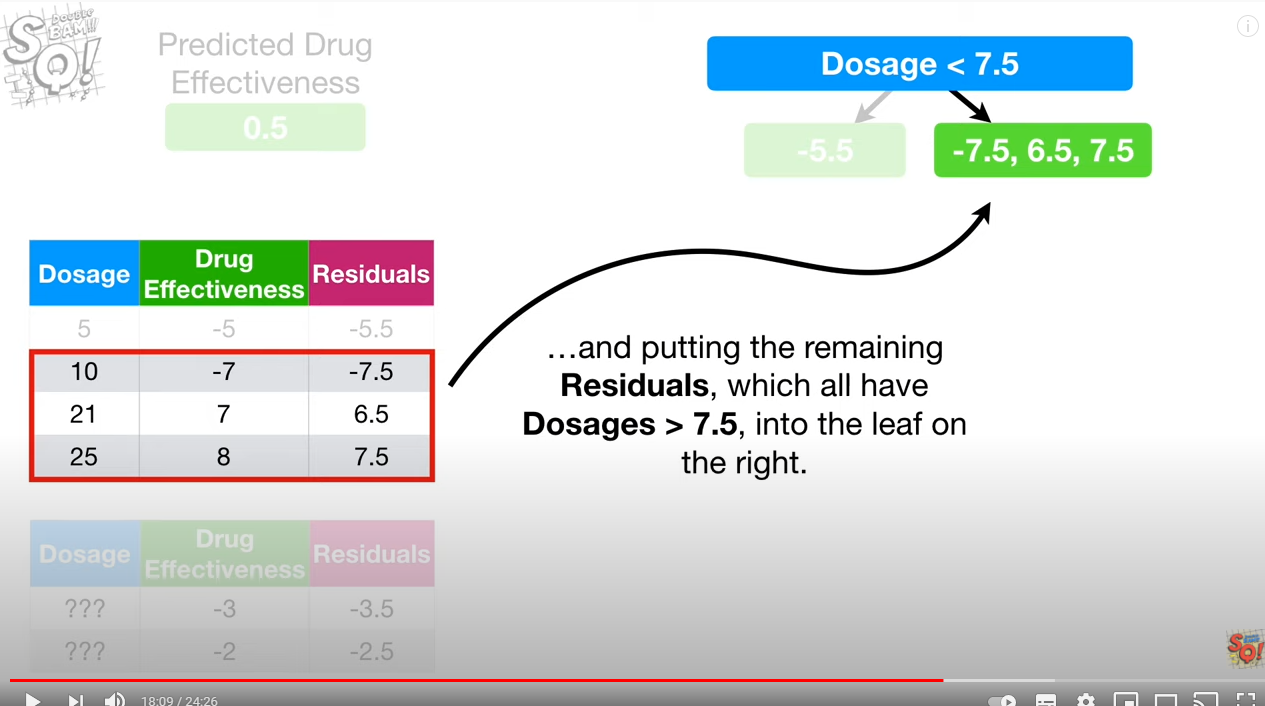 DOUBLE
BAM!!!
SQ!
Predicted Drug
Effectiveness
0.5
Dosage < 7.5
-5.5
-7.5, 6.5, 7.5
Dosage Drug Effectiveness Residuals
5 -5 -5.5
10 -7 -7.5
21 7 6.5
25 8 7.5
…and putting the remaining
Residuals, which all have
Dosages > 7.5, into the leaf on
the right.
Dosage Drug Effectiveness Residuals
??? -3 -3.5
??? -2 -2.5
SQ!
18:09 / 24:26